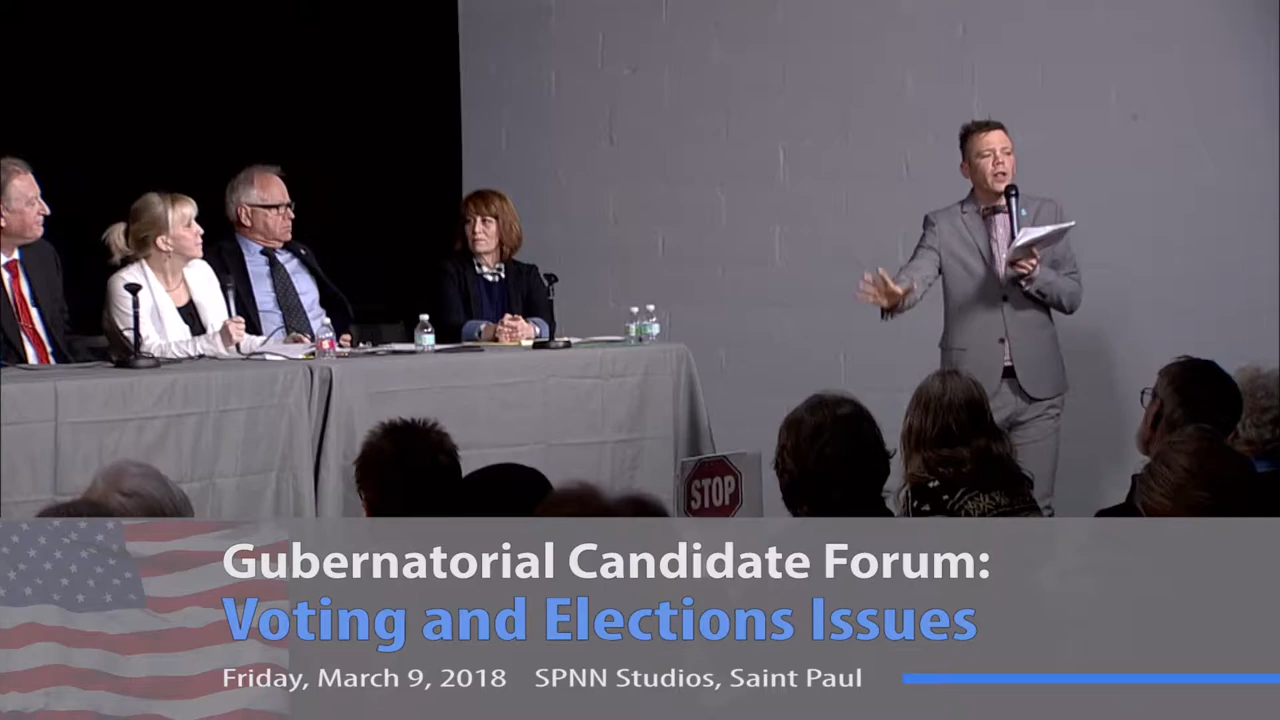 STOP
Gubernatorial Candidate Forum:
Voting and Elections Issues
Friday, March 9, 2018 SPNN Studios, Saint Paul